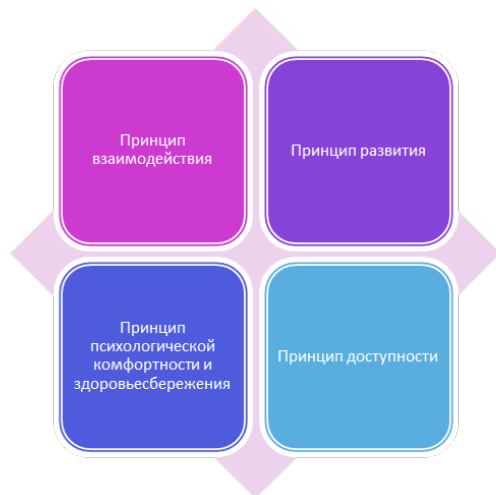 Принцип
взаимодействия
Принцип развития
Принцип
психологической
комфортности и
здоровьесбережения
Принцип доступности